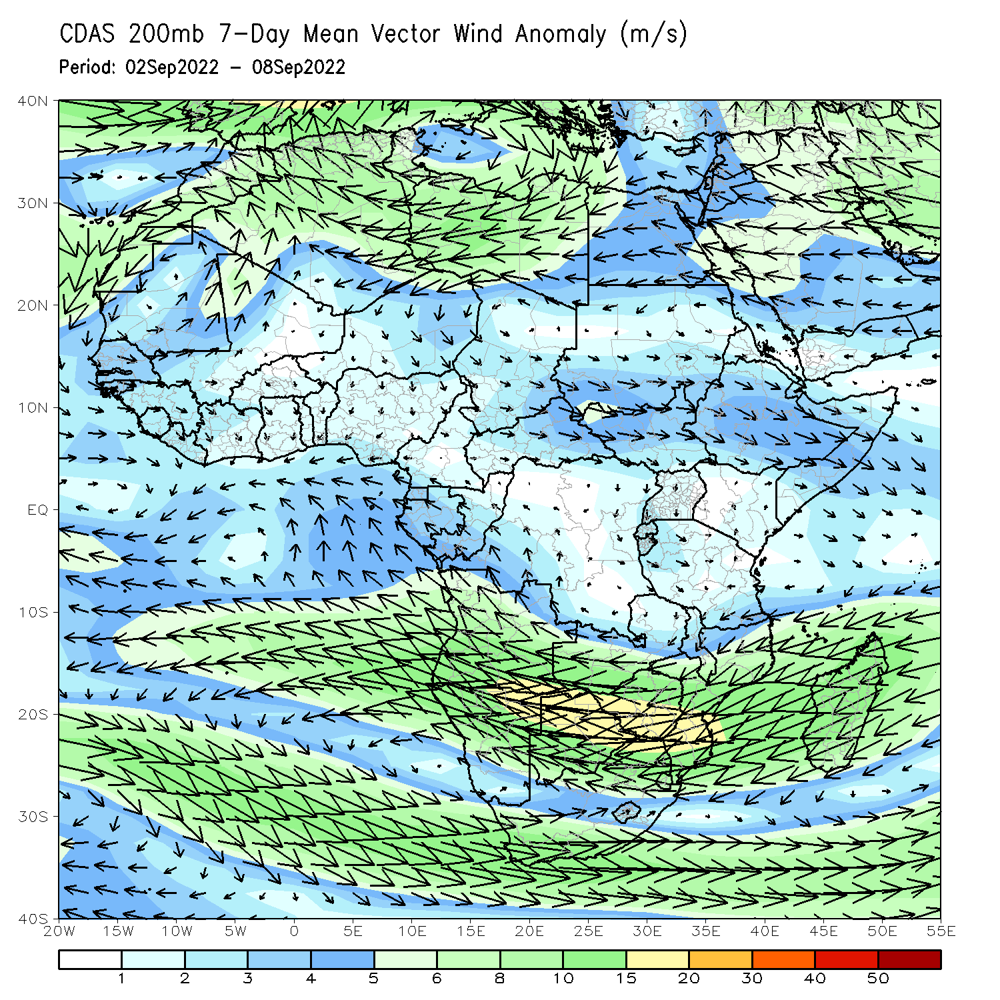 CDAS 200mb 7-Day Mean Vector Wind Anomaly (m/s)
Period: 02Sep2022 - 08Sep2022
40N
30N
20N
10N
EQ
10S
20S
30S
40S
20W 15W 10W 5W 0 5E 10E 15E 20E 25E 30E 35E 40E 45E 50E 55E
1 2 3 4 5 6 8 10 15 20 30 40 50